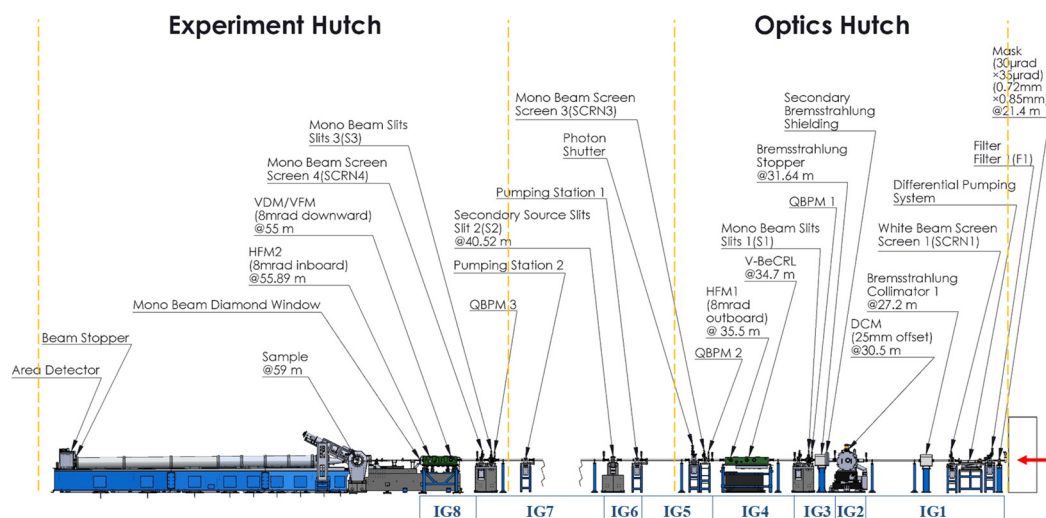 Experiment Hutch
Optics Hutch
Mask
(30µrad
×35µrad)
(0.72mm
×0.85mm)
@21.4 m
Mono Beam Screen
Screen 3(SCRN3)
Secondary
Bremsstrahlung
Shielding
Mono Beam Slits
Slits 3(S3)
Photon
Shutter
Bremsstrahlung
Stopper
@31.64 m
Filter
Filter 1(F1)
Mono Beam Screen
Screen 4(SCRN4)
Differential Pumping
System
Pumping Station 1
QBPM 1
VDM/VFM
(8mrad downward)
@55 m
Secondary Source Slits
Slit 2(S2)
@40.52 m
Mono Beam Slits
Slits 1(S1)
White Beam Screen
Screen 1(SCRN1)
HFM2
(8mrad inboard)
@55.89 m
V-BeCRL
@34.7 m
Pumping Station 2
HFM1
(8mrad
outboard)
@ 35.5 m
Bremsstrahlung
Collimator 1
@27.2 m
Mono Beam Diamond Window
QBPM 3
DCM
(25mm offset)
@30.5 m
Beam Stopper
QBPM 2
Sample
@59 m
Area Detector
IG8
IG7
IG6
IG5
IG4
IG3
IG2
IG1